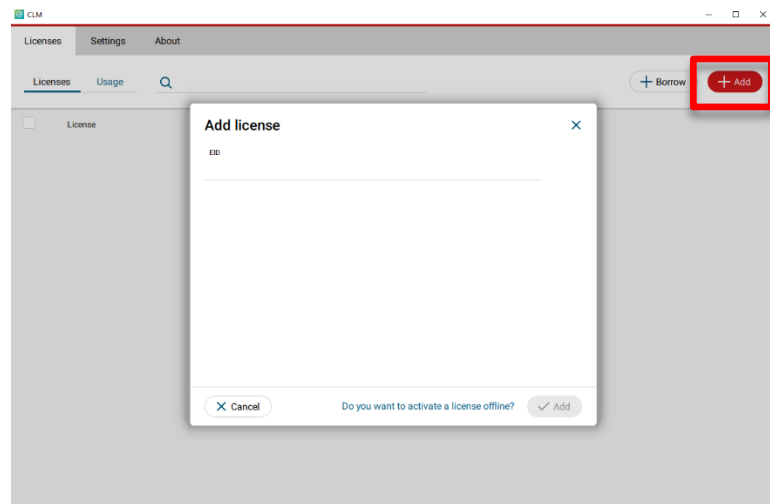 CLM
Licenses Settings About
Licenses Usage
Borrow
Add
License
Add license
EID
Cancel
Do you want to activate a license offline?
Add